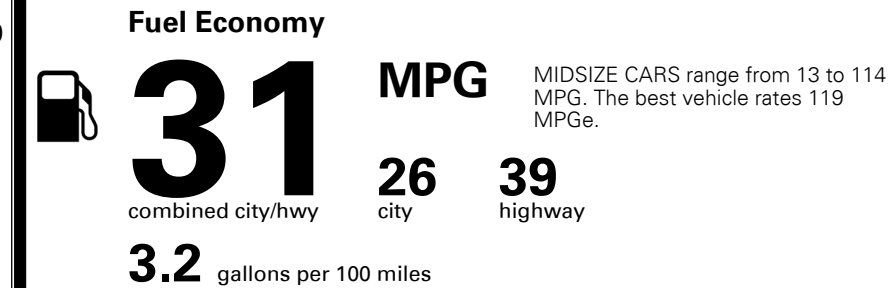 Fuel Economy
31 MPG
MIDSIZE CARS range from 13 to 114
MPG. The best vehicle rates 119
MPGe.
26 39
combined city/hwy city highway
3.2 gallons per 100 miles